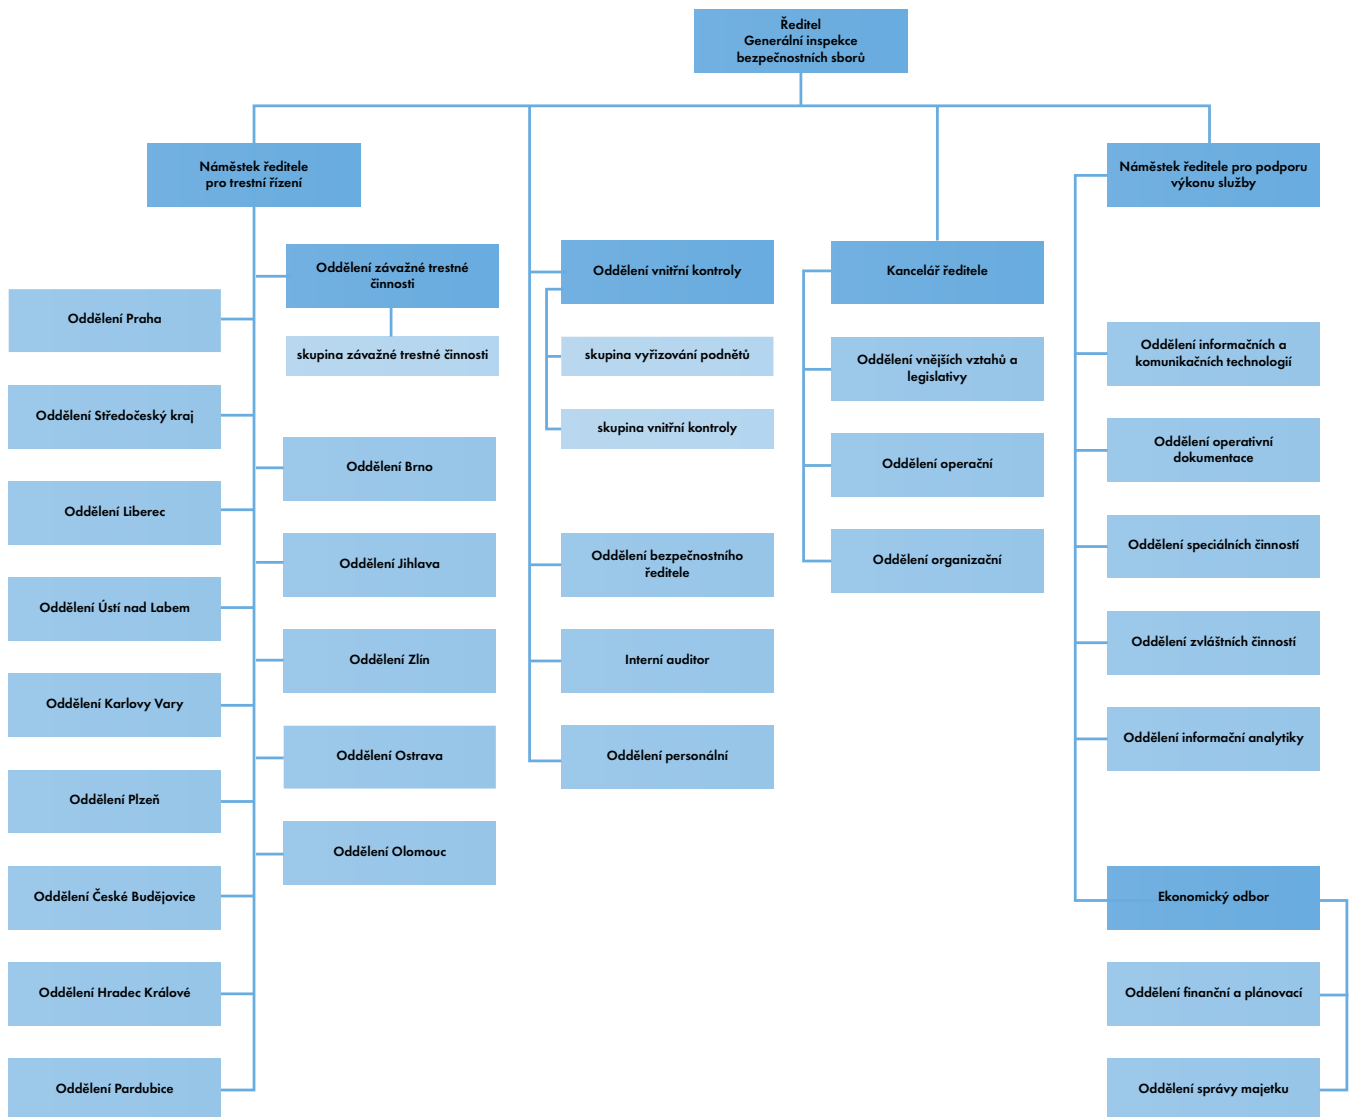 Ředitel
Generální inspekce
bezpečnostních sborů
Náměstek ředitele
pro trestní řízení
Náměstek ředitele pro podporu
výkonu služby
Oddělení závažné trestné
činnosti
skupina závažné trestné činnosti
Oddělení Praha
Oddělení Středočeský kraj
Oddělení Liberec
Oddělení Ústí nad Labem
Oddělení Karlovy Vary
Oddělení Plzeň
Oddělení České Budějovice
Oddělení Hradec Králové
Oddělení Pardubice
Oddělení Brno
Oddělení Jihlava
Oddělení Zlín
Oddělení Ostrava
Oddělení Olomouc
Oddělení vnitřní kontroly
skupina vyřizování podnětů
skupina vnitřní kontroly
Oddělení bezpečnostního
ředitele
Interní auditor
Oddělení personální
Kancelář ředitele
Oddělení vnějších vztahů a
legislativy
Oddělení operační
Oddělení organizační
Oddělení informačních a
komunikačních technologií
Oddělení operativní
dokumentace
Oddělení speciálních činností
Oddělení zvláštních činností
Oddělení informační analytiky
Ekonomický odbor
Oddělení finanční a plánovací
Oddělení správy majetku